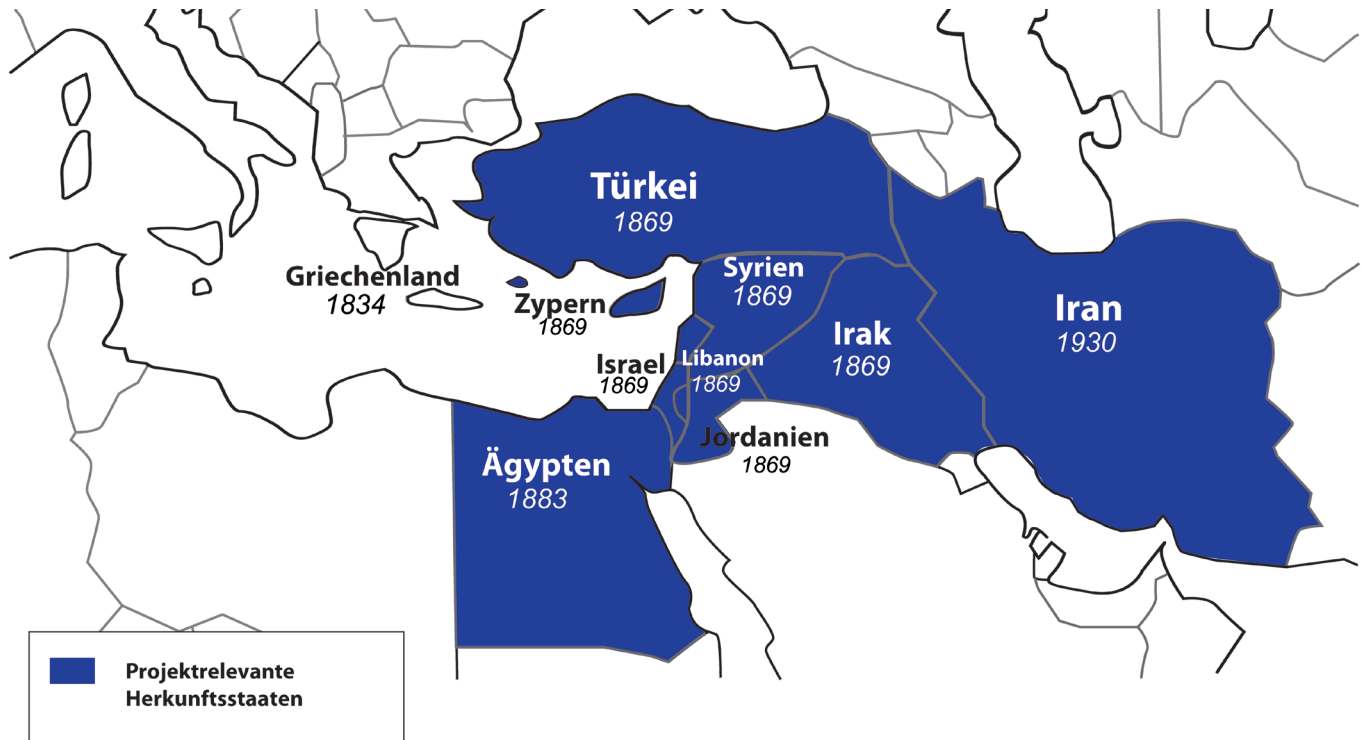 Türkei
1869
Griechenland
1834
Zypern
1869
Syrien
1869
Irak
1869
Iran
1930
Israel
1869
Libanon
1869
Jordanien
1869
Ägypten
1883
Projektrelevante
Herkunftsstaaten